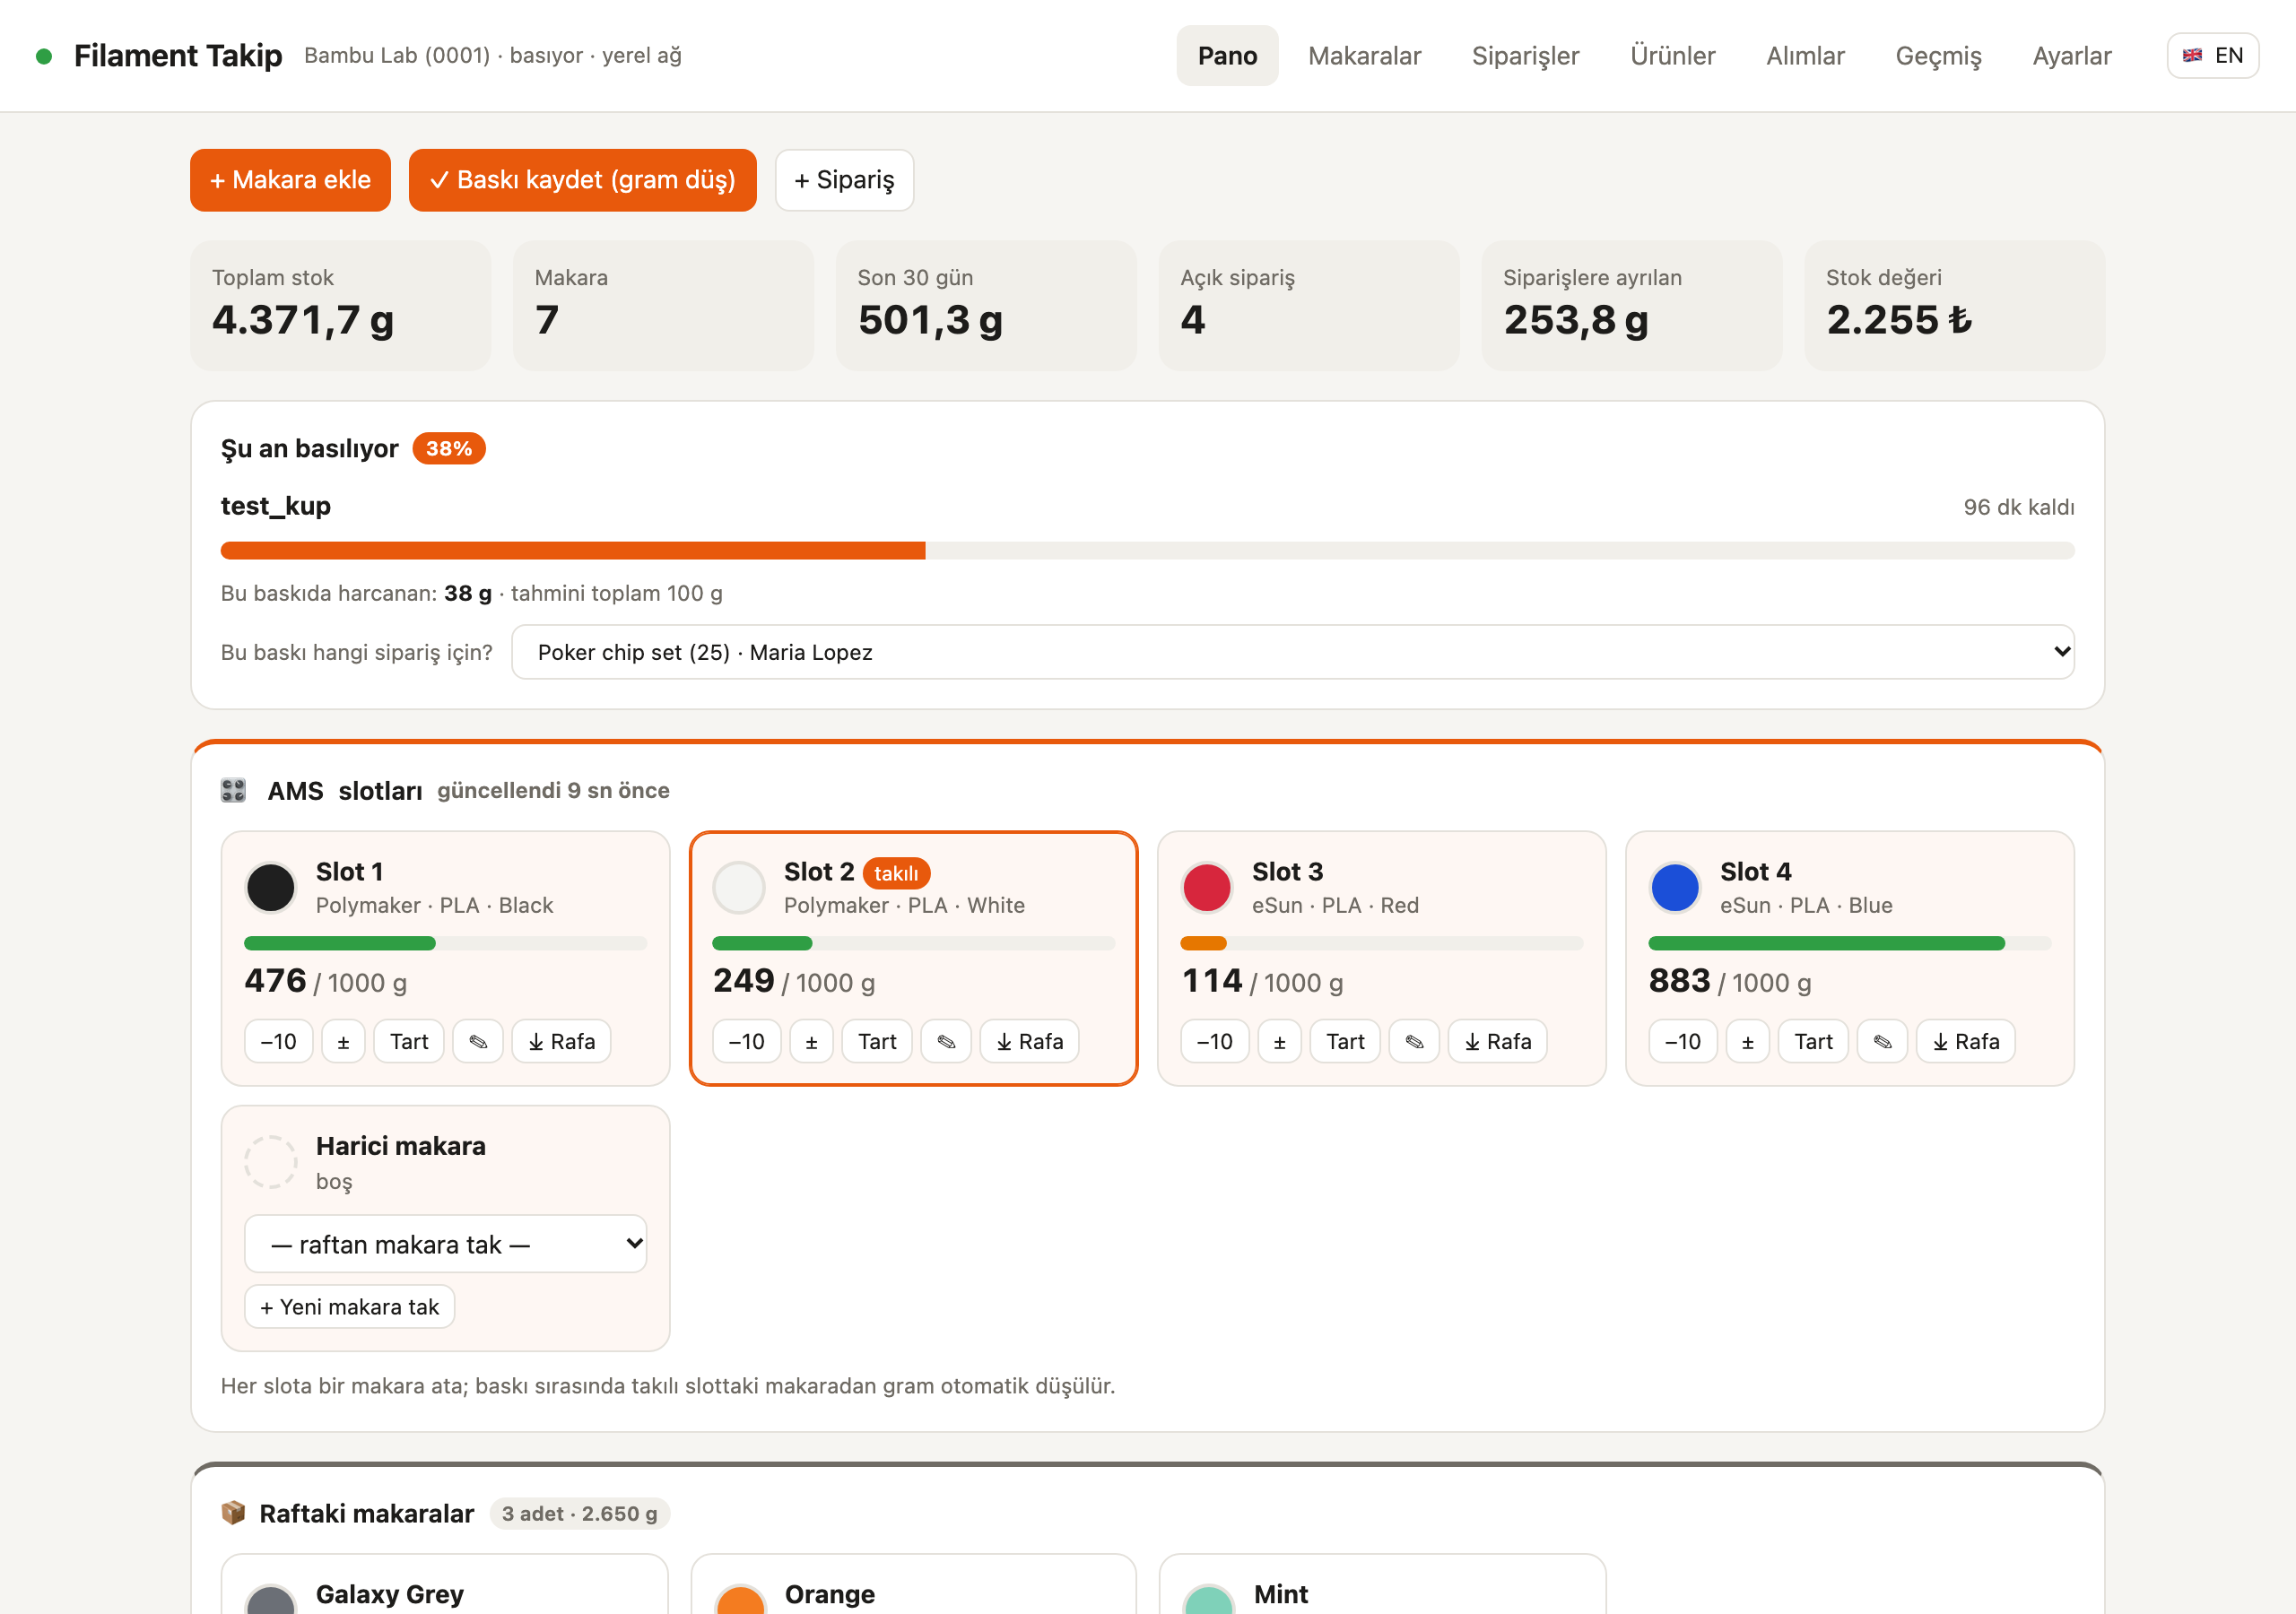 Filament Takip Bambu Lab (0001) · basıyor · yerel ağ Pano Makaralar Siparişler Ürünler Alımlar Geçmiş Ayarlar 🇬🇧 EN
+ Makara ekle ✓ Baskı kaydet (gram düş) + Sipariş
Toplam stok Makara Son 30 gün Açık sipariş Siparişlere ayrılan Stok değeri
4.371,7 g 7 501,3 g 4 253,8 g 2.255 ₺
Şu an basılıyor 38%
test_kup 96 dk kaldı
Bu baskıda harcanan: 38 g · tahmini toplam 100 g
Bu baskı hangi sipariş için? Poker chip set (25) · Maria Lopez
AMS slotları güncellendi 9 sn önce
Slot 1 Slot 2 takılı Slot 3 Slot 4
Polymaker · PLA · Black Polymaker · PLA · White eSun · PLA · Red eSun · PLA · Blue
476 / 1000 g 249 / 1000 g 114 / 1000 g 883 / 1000 g
−10 ± Tart ✎ ↓ Rafa −10 ± Tart ✎ ↓ Rafa −10 ± Tart ✎ ↓ Rafa −10 ± Tart ✎ ↓ Rafa
Harici makara
boş
— raftan makara tak —
+ Yeni makara tak
Her slota bir makara ata; baskı sırasında takılı slottaki makaradan gram otomatik düşülür.
Raftaki makaralar 3 adet · 2.650 g
Galaxy Grey Orange Mint